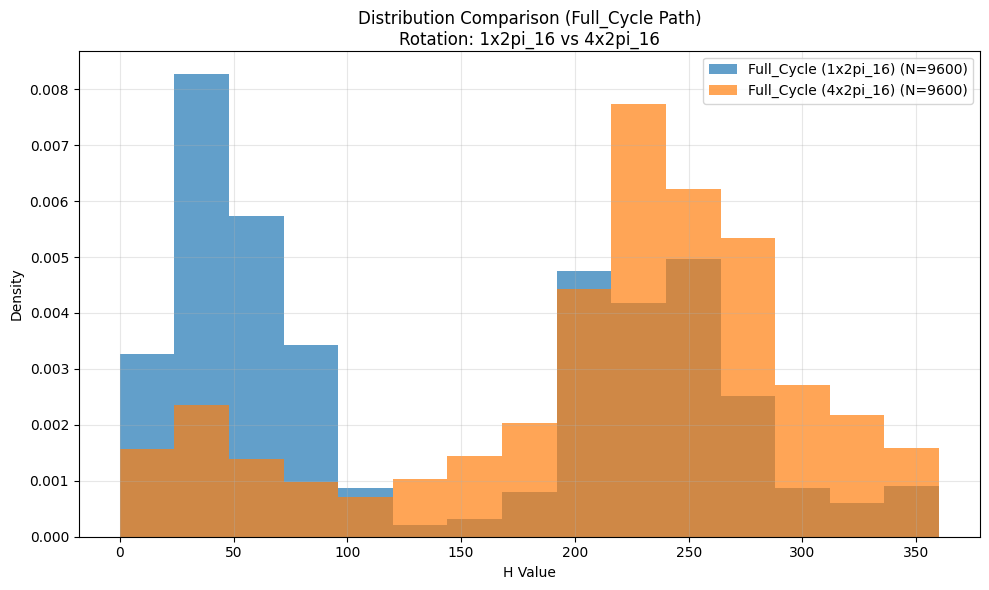 Distribution Comparison (Full_Cycle Path)
Rotation: 1x2pi_16 vs 4x2pi_16
Full_Cycle (1x2pi_16) (N=9600)
Full_Cycle (4x2pi_16) (N=9600)
Density
0.008
0.007
0.006
0.005
0.004
0.003
0.002
0.001
0.000
0 50 100 150 200 250 300 350
H Value